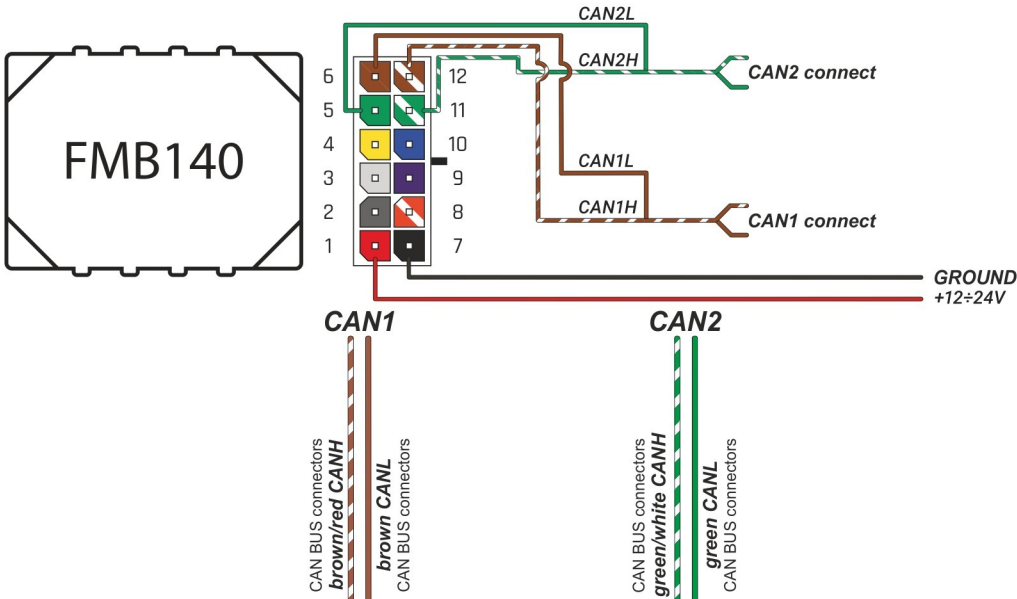 CAN2L
CAN2H
CAN2 connect
FMB140
6 12
5 11
4 10
3 9
2 8
1 7
CAN1L
CAN1H
CAN1 connect
GROUND
+12÷24V
CAN1
CAN2
CAN BUS connectors
brown/red CANH
brown CANL
CAN BUS connectors
CAN BUS connectors
green/white CANH
green CANL
CAN BUS connectors